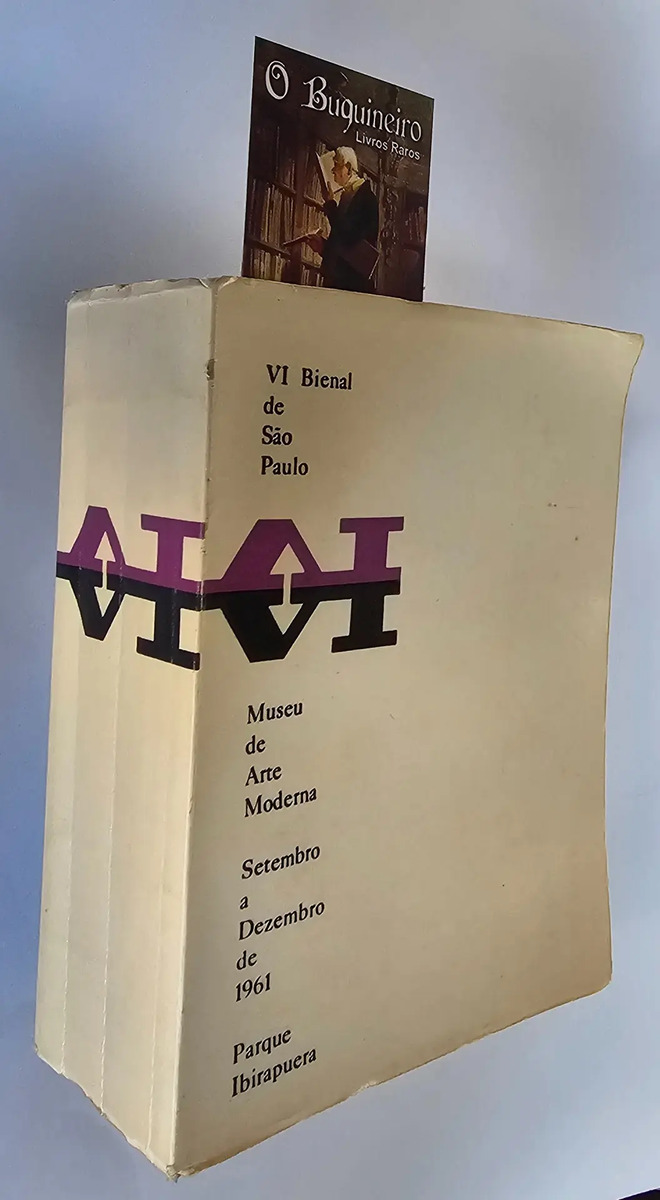 O Buquineiro
Livros Raros
VI Bienal
de
São
Paulo
VI
VI
Museu
de
Arte
Moderna
Setembro
a
Dezembro
de
1961
Parque
Ibirapuera